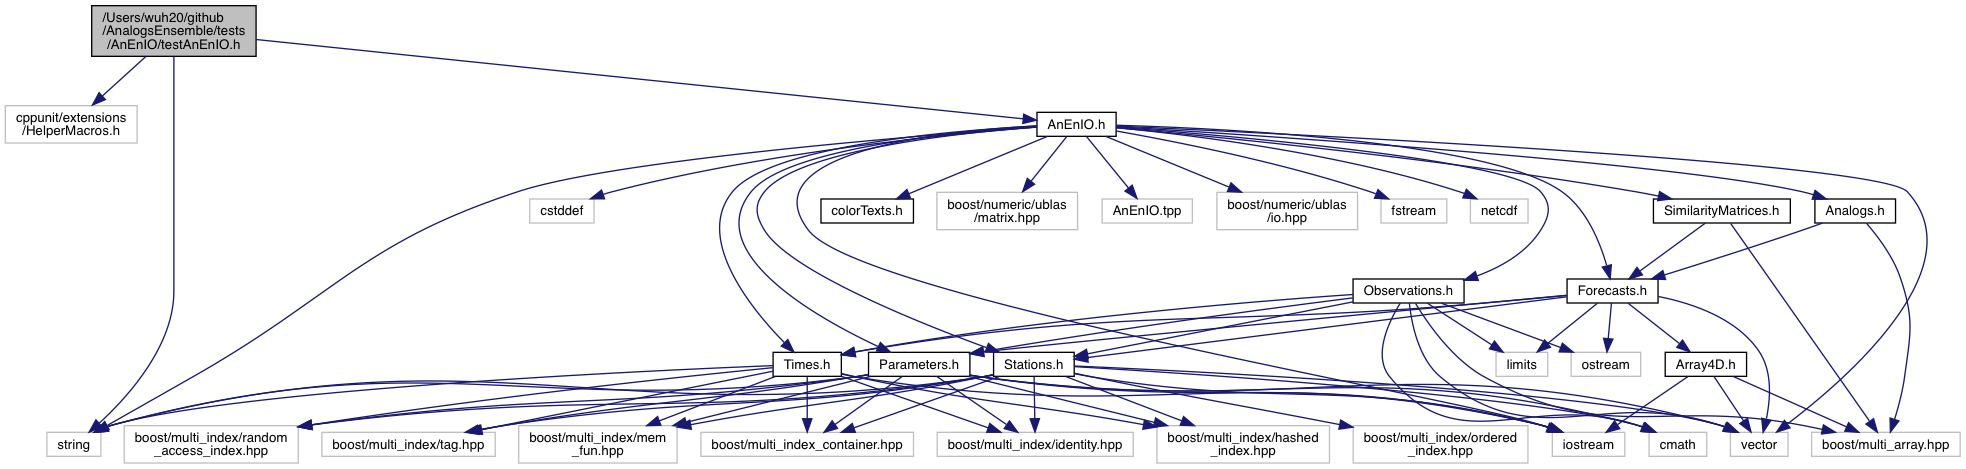 /Users/wuh20/github
/AnalogsEnsemble/tests
/AnEnIO/testAnEnIO.h
cppunit/extensions
/HelperMacros.h
AnEnIO.h
cstddef
colorTexts.h
boost/numeric/ublas
/matrix.hpp
AnEnIO.tpp
boost/numeric/ublas
/io.hpp
fstream
netcdf
SimilarityMatrices.h
Analogs.h
Observations.h
Forecasts.h
Times.h
Parameters.h
Stations.h
limits
ostream
Array4D.h
string
boost/multi_index/random
_access_index.hpp
boost/multi_index/tag.hpp
boost/multi_index/mem
_fun.hpp
boost/multi_index_container.hpp
boost/multi_index/identity.hpp
boost/multi_index/hashed
_index.hpp
boost/multi_index/ordered
_index.hpp
iostream
cmath
vector
boost/multi_array.hpp